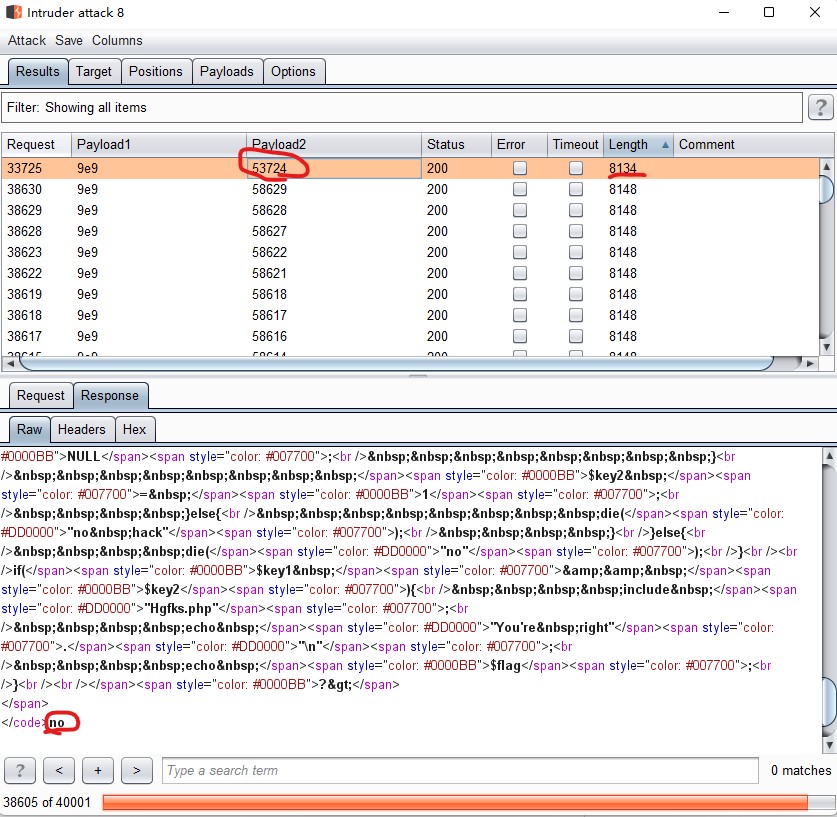 Intruder attack 8
Attack Save Columns
Results Target Positions Payloads Options
Filter: Showing all items ?
Request Payload1 Payload2 Status Error Timeout Length Comment
33725 9e9 53724 200 8134
38630 9e9 58629 200 8148
38629 9e9 58628 200 8148
38628 9e9 58627 200 8148
38623 9e9 58622 200 8148
38622 9e9 58621 200 8148
38619 9e9 58618 200 8148
38618 9e9 58617 200 8148
38617 9e9 58616 200 8148
38615 9e9 58614 200 8148
Request Response
Raw Headers Hex
#0000BB">NULL</span><span style="color: #007700">;<br />&nbsp;&nbsp;&nbsp;&nbsp;&nbsp;&nbsp;&nbsp;&nbsp;}<br
/>&nbsp;&nbsp;&nbsp;&nbsp;&nbsp;&nbsp;&nbsp;&nbsp;</span><span style="color: #0000BB">$key2&nbsp;</span><span
style="color: #007700">=&nbsp;</span><span style="color: #0000BB">1</span><span style="color: #007700">;<br
/>&nbsp;&nbsp;&nbsp;&nbsp;}else{<br />&nbsp;&nbsp;&nbsp;&nbsp;&nbsp;&nbsp;&nbsp;&nbsp;die(</span><span style="color:
#DD0000">"no&nbsp;hack"</span><span style="color: #007700">);<br />&nbsp;&nbsp;&nbsp;&nbsp;}<br />}else{<br
/>&nbsp;&nbsp;&nbsp;&nbsp;die(</span><span style="color: #DD0000">"no"</span><span style="color: #007700">);<br />}<br /><br
/>if(</span><span style="color: #0000BB">$key1&nbsp;</span><span style="color: #007700">&amp;&amp;&nbsp;</span><span
style="color: #0000BB">$key2</span><span style="color: #007700">){<br />&nbsp;&nbsp;&nbsp;&nbsp;include&nbsp;</span><span
style="color: #DD0000">"Hgfks.php"</span><span style="color: #007700">;<br
/>&nbsp;&nbsp;&nbsp;&nbsp;echo&nbsp;</span><span style="color: #DD0000">"You're&nbsp;right"</span><span style="color:
#007700">.</span><span style="color: #DD0000">"\n"</span><span style="color: #007700">;<br
/>&nbsp;&nbsp;&nbsp;&nbsp;echo&nbsp;</span><span style="color: #0000BB">$flag</span><span style="color: #007700">;<br
/>}<br /><br /></span><span style="color: #0000BB">?&gt;</span>
</span>
</code>no
? < + > Type a search term 0 matches
38605 of 40001